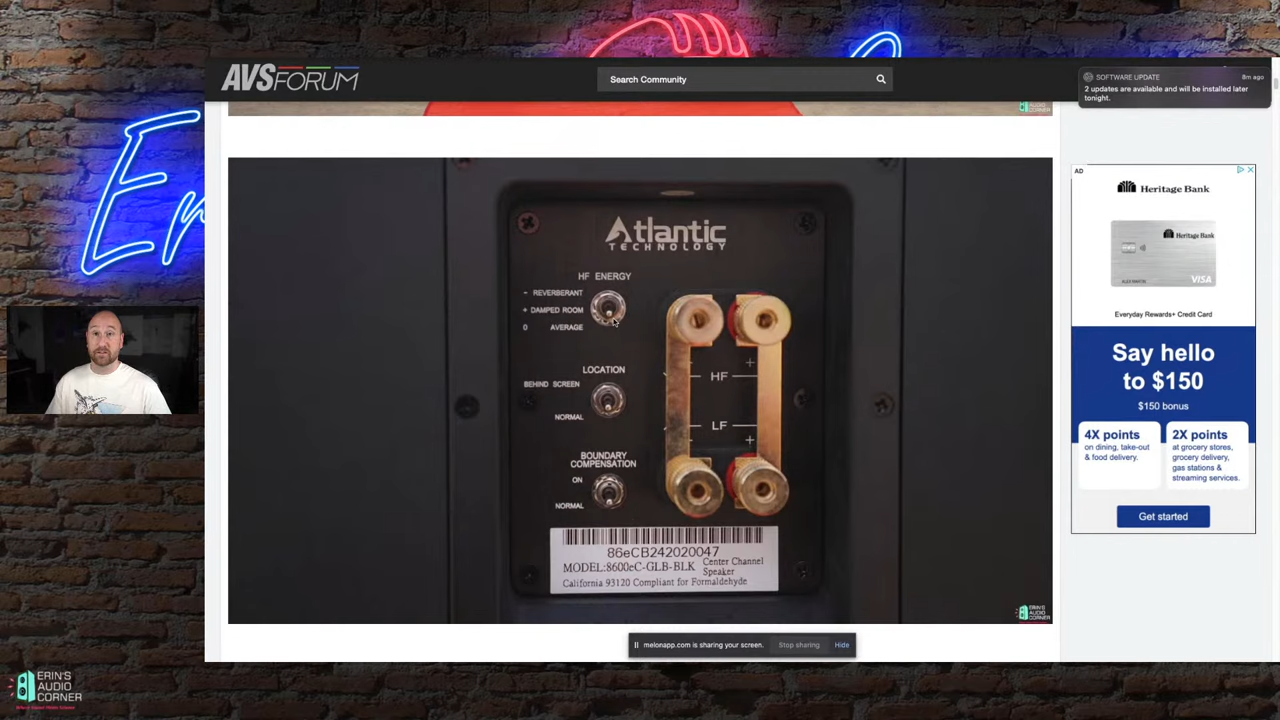 AVSFORUM
Search Community
SOFTWARE UPDATE
8m ago
2 updates are available and will be installed later
tonight.
Er
AD
Atlantic
TECHNOLOGY
HF ENERGY
- REVERBERANT
+ DAMPED ROOM
0 AVERAGE
LOCATION
BEHIND SCREEN
NORMAL
BOUNDARY
COMPENSATION
ON
NORMAL
+
HF
LF
+
86eCB242020047
MODEL:8600eC-GLB-BLK Center Channel
Speaker
California 93120 Compliant for Formaldehyde
Heritage Bank
Heritage Bank
VISA
Everyday Rewards+ Credit Card
Say hello
to $150
$150 bonus
4X points
on dining, take-out
& food delivery.
2X points
at grocery stores,
grocery delivery,
gas stations &
streaming services.
Get started
ERIN'S
AUDIO
CORNER
melonapp.com is sharing your screen.
Stop sharing
Hide
ERIN'S
AUDIO
CORNER